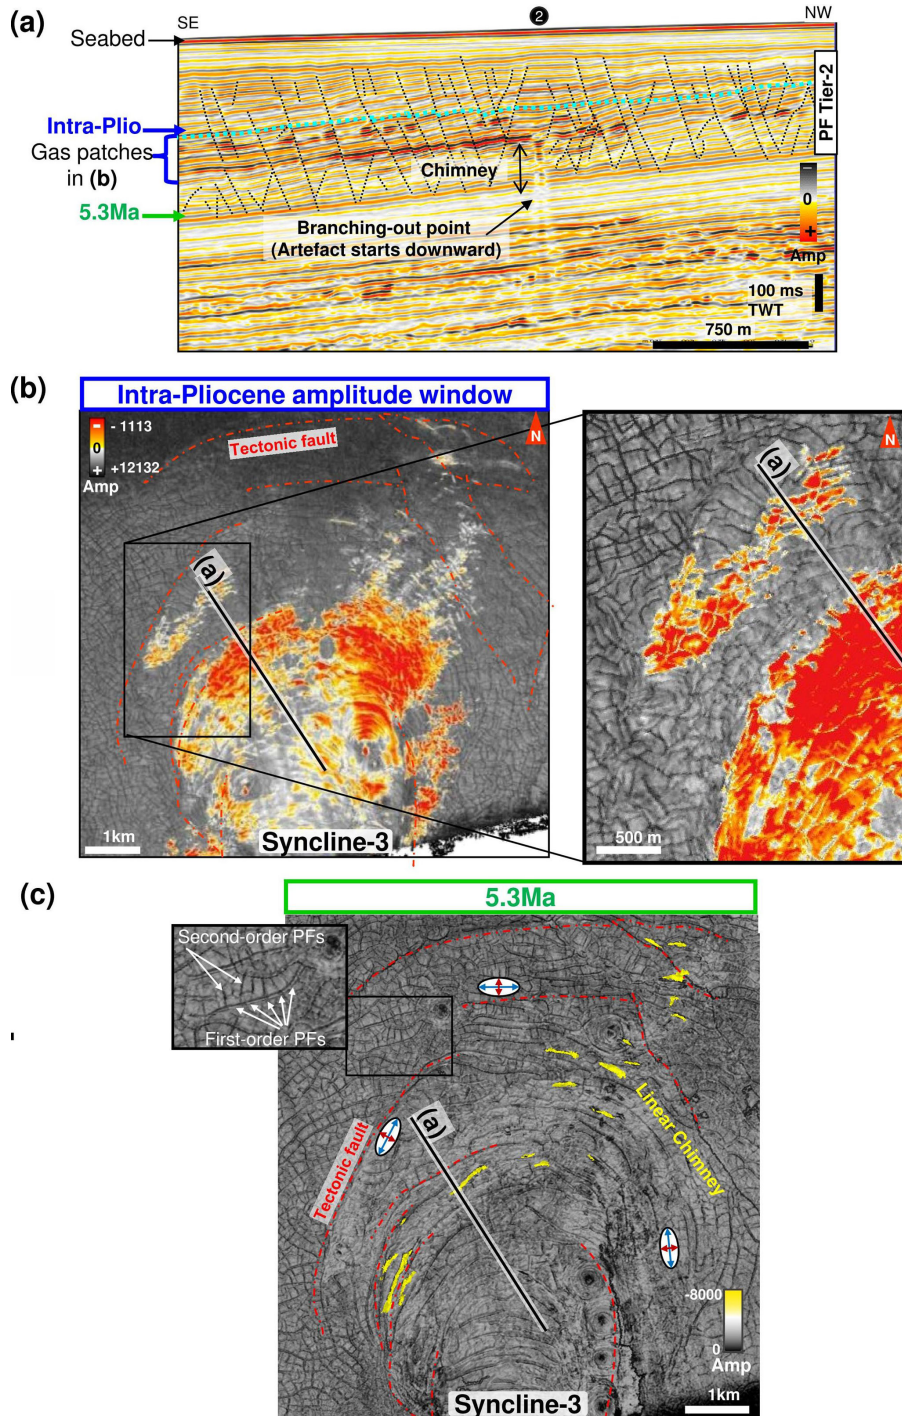 (a)
SE
2
NW
Seabed
PF Tier-2
Intra-Plio
Gas patches
in (b)
Chimney
5.3Ma
Branching-out point
(Artefact starts downward)
−
0
+
Amp
100 ms
TWT
750 m
(b)
Intra-Pliocene amplitude window
- 1113
0
+12132
Amp
Tectonic fault
N
(a)
1km
Syncline-3
N
(a)
500 m
(c)
5.3Ma
Second-order PFs
First-order PFs
(a)
Tectonic fault
Linear Chimney
-8000
0
Amp
Syncline-3
1km